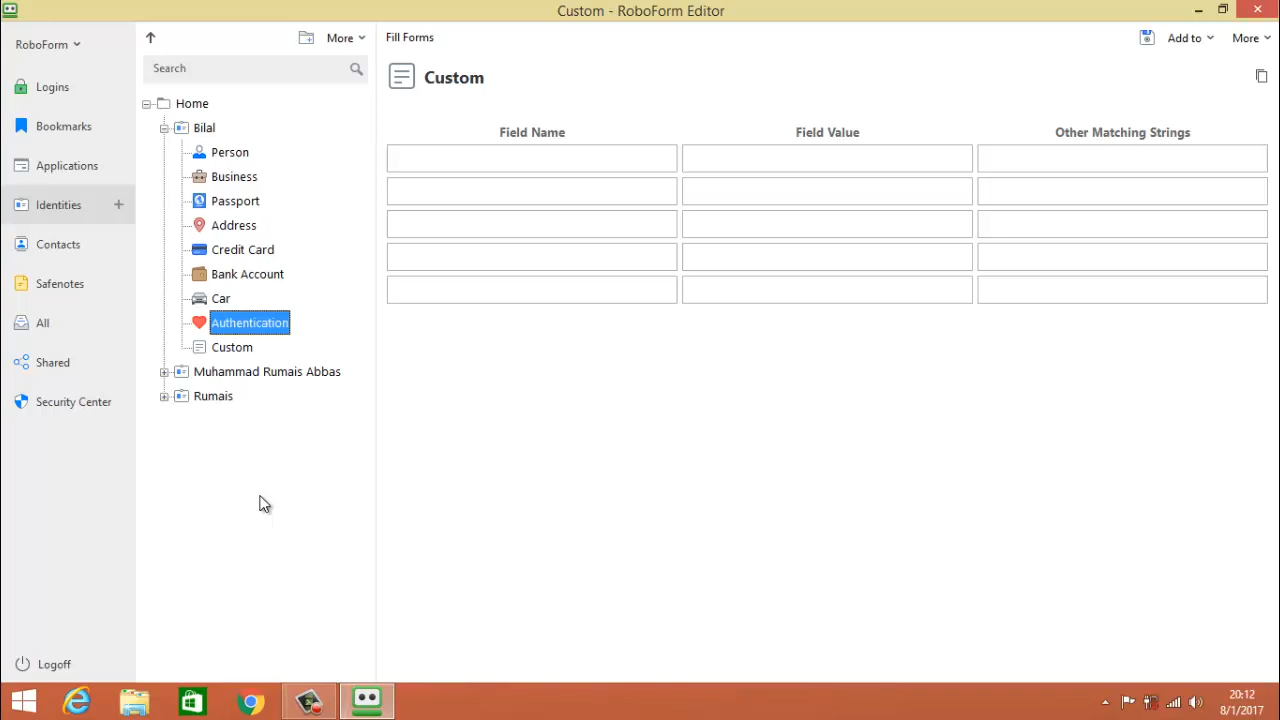 Custom - RoboForm Editor
RoboForm
More
Fill Forms
Add to
More
Search
Custom
Logins
Bookmarks
Applications
Identities
Contacts
Safenotes
All
Shared
Security Center
Logoff
Home
Bilal
Person
Business
Passport
Address
Credit Card
Bank Account
Car
Authentication
Custom
Muhammad Rumais Abbas
Rumais
Field Name
Field Value
Other Matching Strings
20:12
8/1/2017